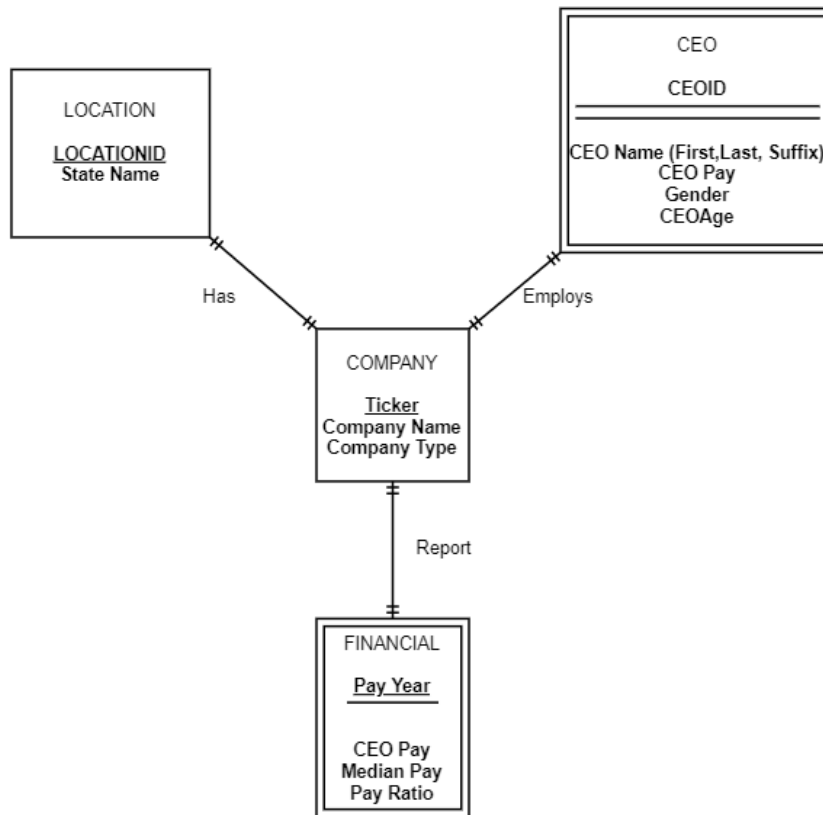 LOCATION
LOCATIONID
State Name
CEO
CEOID
CEO Name (First,Last, Suffix)
CEO Pay
Gender
CEOAge
Has
Employs
COMPANY
Ticker
Company Name
Company Type
Report
FINANCIAL
Pay Year
CEO Pay
Median Pay
Pay Ratio